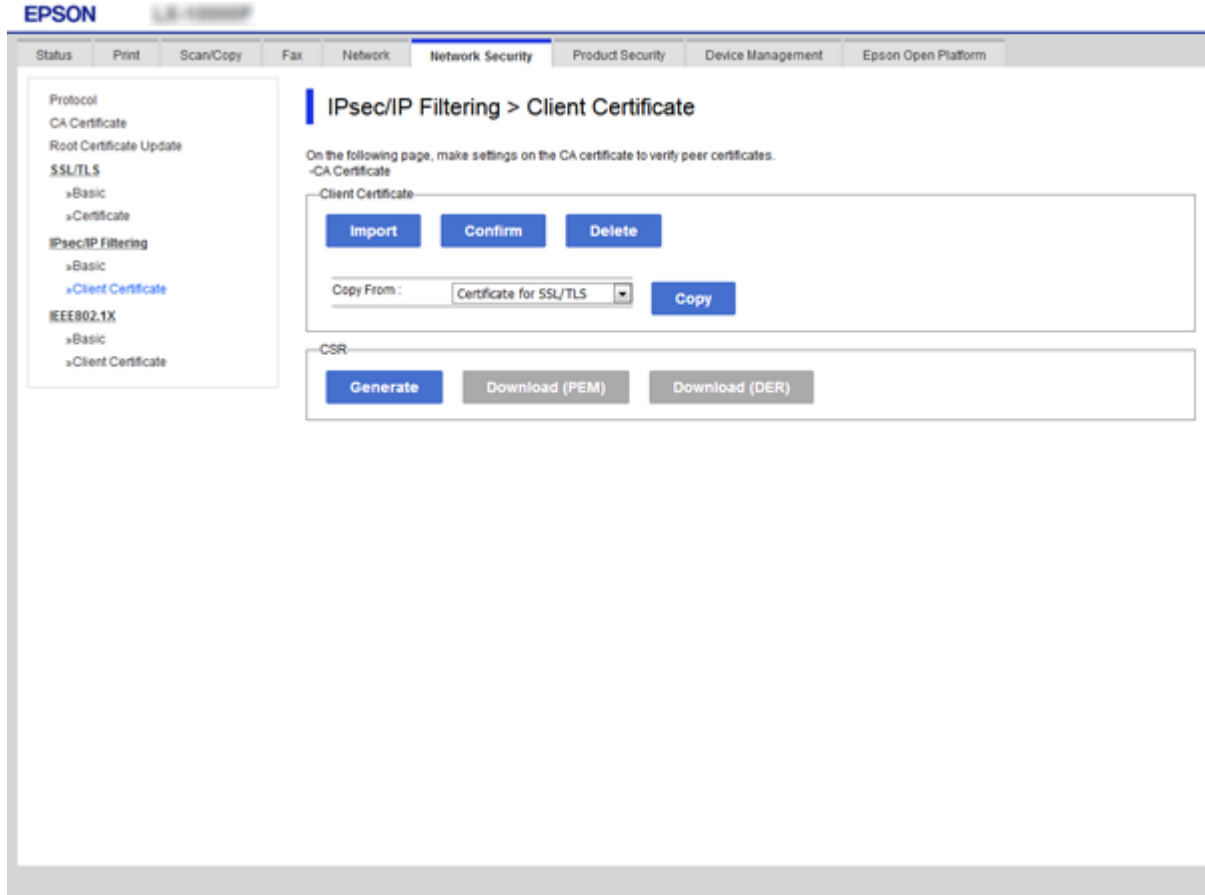 EPSON
Status Print Scan/Copy Fax Network Network Security Product Security Device Management Epson Open Platform
Protocol
CA Certificate
Root Certificate Update
SSL/TLS
»Basic
»Certificate
IPsec/IP Filtering
»Basic
»Client Certificate
IEEE802.1X
»Basic
»Client Certificate
IPsec/IP Filtering > Client Certificate
On the following page, make settings on the CA certificate to verify peer certificates.
-CA Certificate
Client Certificate
Import Confirm Delete
Copy From : Certificate for SSL/TLS Copy
CSR
Generate Download (PEM) Download (DER)